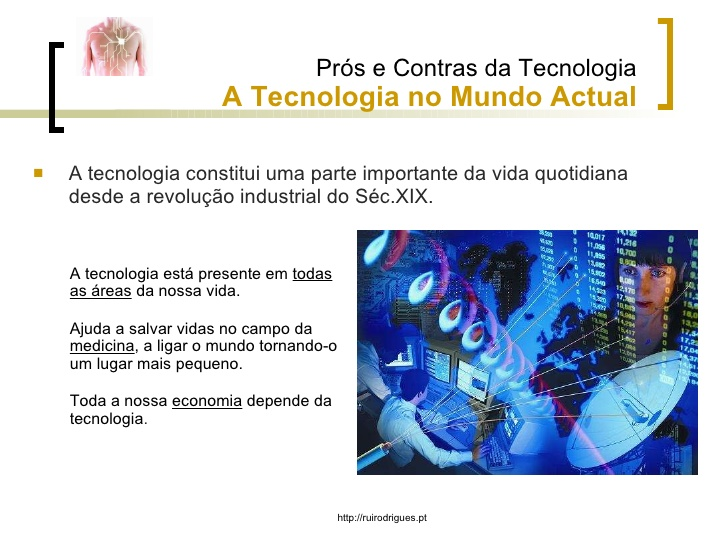 Prós e Contras da Tecnologia
A Tecnologia no Mundo Actual
A tecnologia constitui uma parte importante da vida quotidiana
desde a revolução industrial do Séc.XIX.
A tecnologia está presente em todas
as áreas da nossa vida.
Ajuda a salvar vidas no campo da
medicina, a ligar o mundo tornando-o
um lugar mais pequeno.
Toda a nossa economia depende da
tecnologia.
http://ruirodrigues.pt